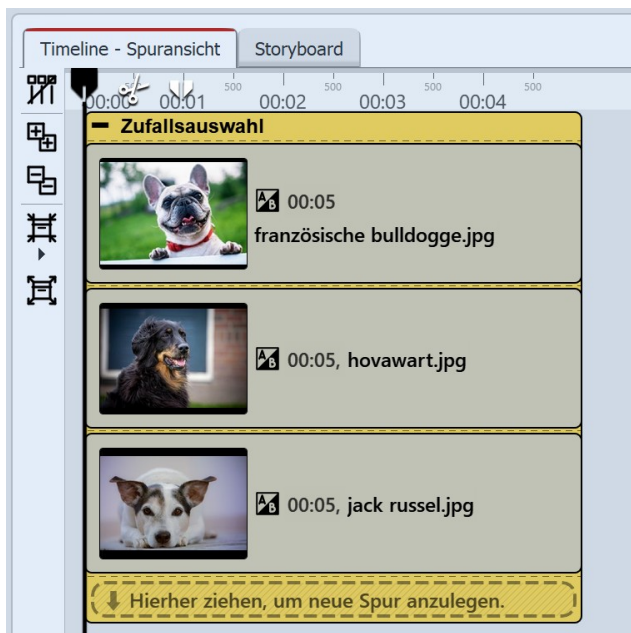 Timeline - Spuransicht Storyboard
00:00 00:01 500 00:02 500 00:03 500 00:04 500
Zufallsauswahl
A/B 00:05
französische bulldogge.jpg
A/B 00:05, hovawart.jpg
A/B 00:05, jack russel.jpg
Hierher ziehen, um neue Spur anzulegen.